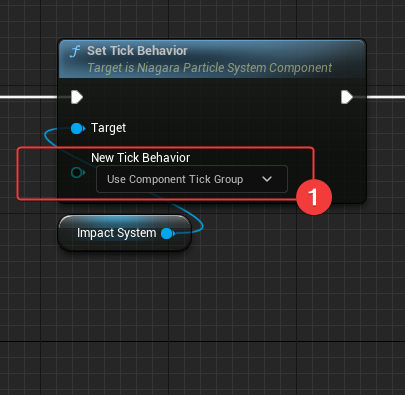 Set Tick Behavior
Target is Niagara Particle System Component
Target
New Tick Behavior
Use Component Tick Group
1
Impact System